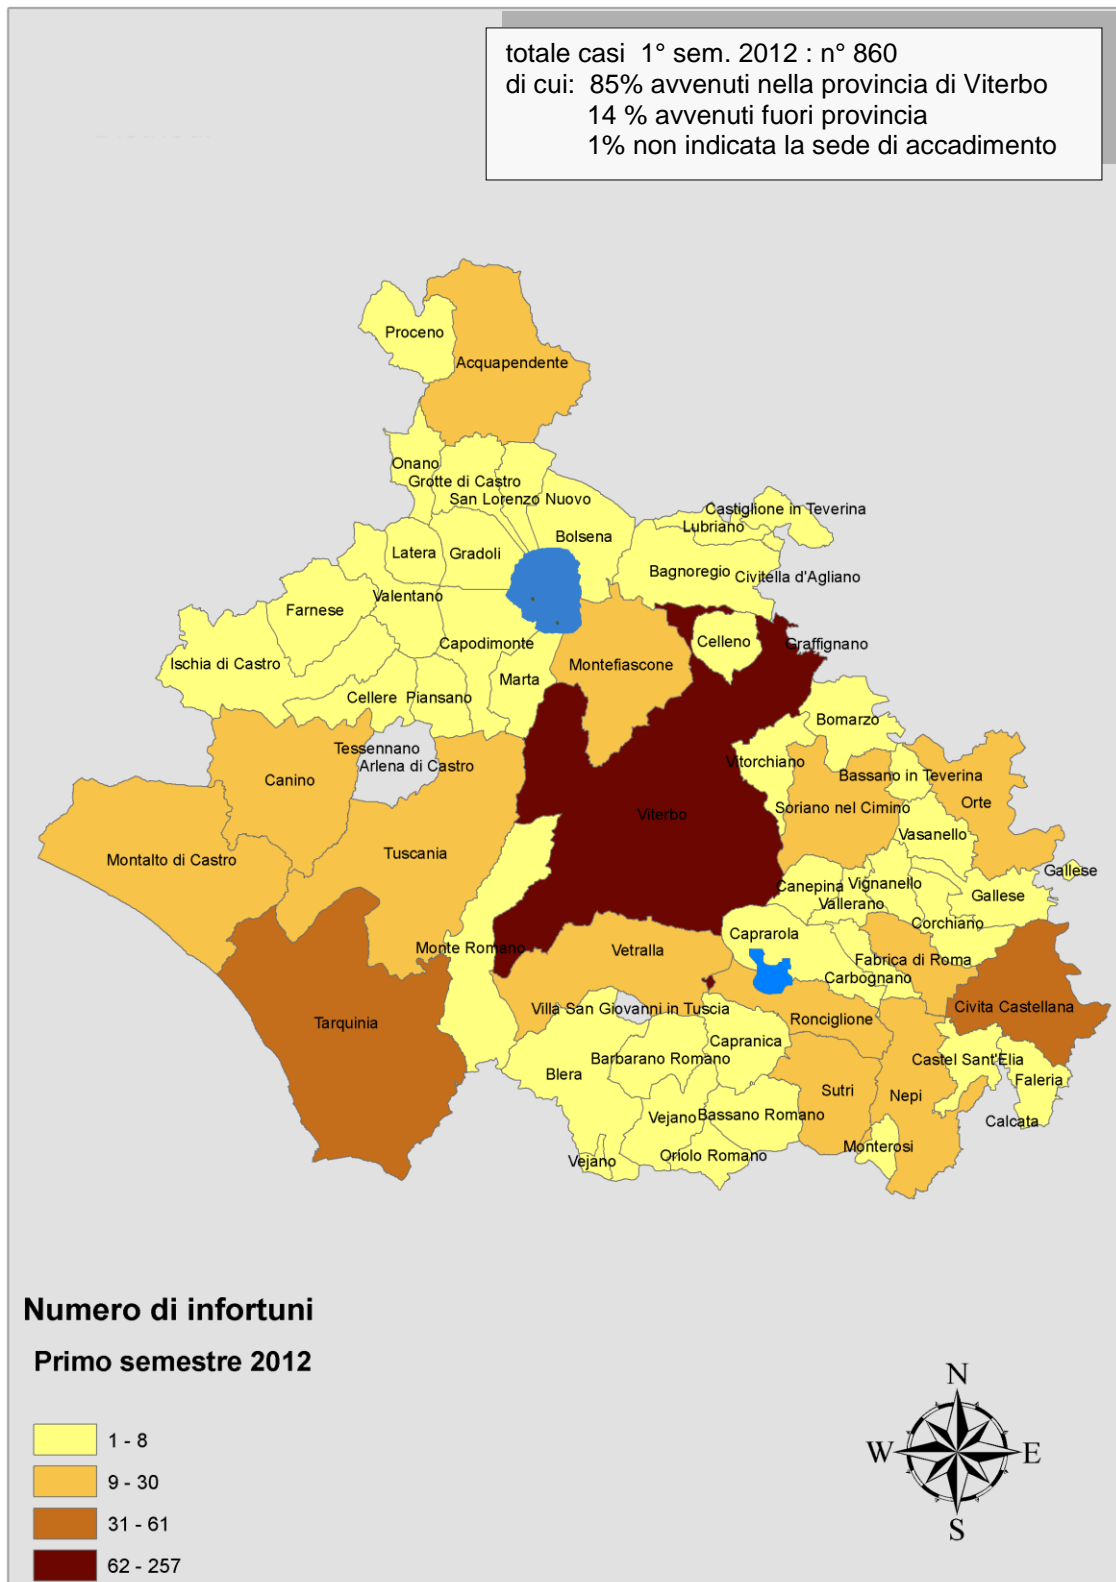 totale casi 1° sem. 2012 : n° 860
di cui: 85% avvenuti nella provincia di Viterbo
14 % avvenuti fuori provincia
1% non indicata la sede di accadimento
Proceno
Acquapendente
Onano
Grotte di Castro
San Lorenzo Nuovo
Castiglione in Teverina
Lubriano
Bolsena
Latera
Gradoli
Bagnoregio
Civitella d'Agliano
Valentano
Farnese
Capodimonte
Celleno
Graffignano
Ischia di Castro
Montefiascone
Marta
Cellere
Piansano
Bomarzo
Tessennano
Arlena di Castro
Vitorchiano
Canino
Bassano in Teverina
Orte
Soriano nel Cimino
Viterbo
Vasanello
Montalto di Castro
Tuscania
Gallese
Canepina
Vignanello
Vallerano
Gallese
Corchiano
Caprarola
Monte Romano
Vetralla
Fabrica di Roma
Carbognano
Civita Castellana
Villa San Giovanni in Tuscia
Tarquinia
Ronciglione
Capranica
Barbarano Romano
Castel Sant'Elia
Blera
Faleria
Sutri
Nepi
Vejano
Bassano Romano
Calcata
Monterosi
Oriolo Romano
Vejano
Numero di infortuni
Primo semestre 2012
1 - 8
9 - 30
31 - 61
62 - 257
N
W
E
S